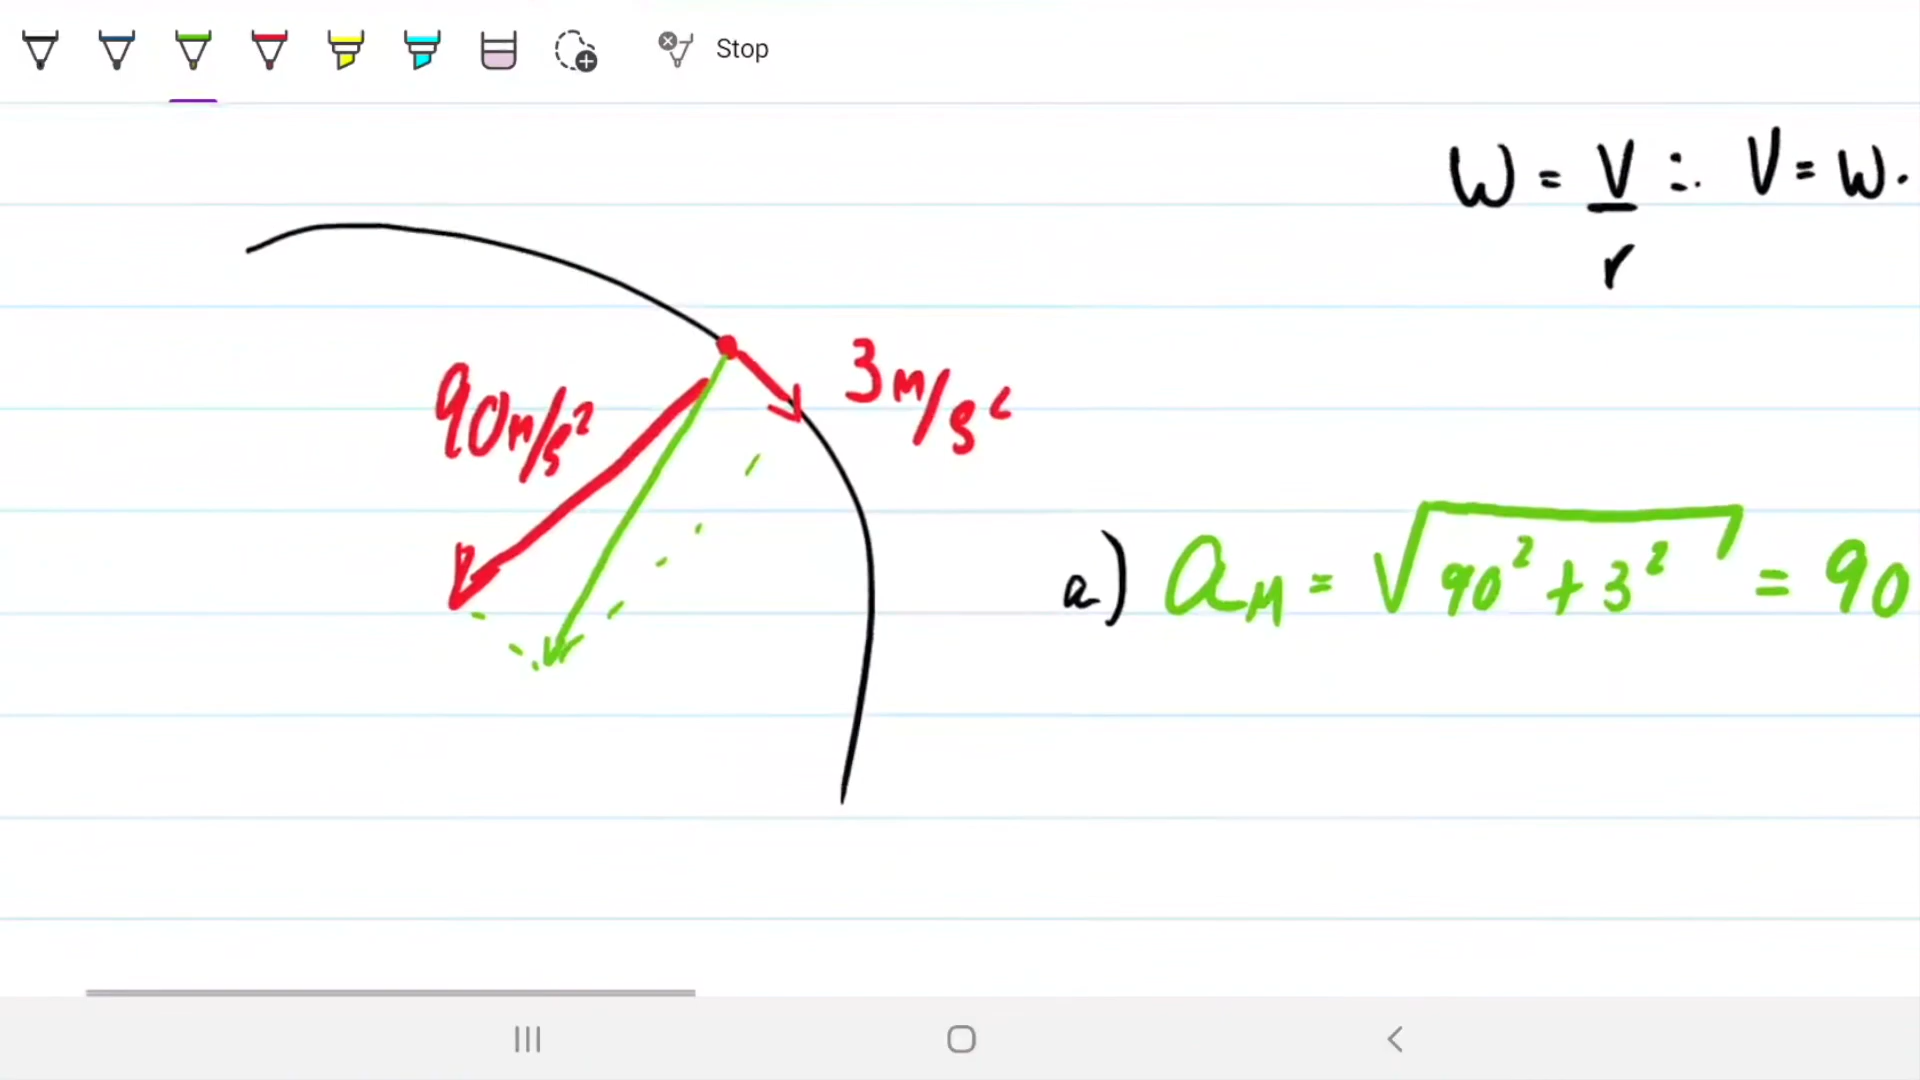 Stop
W = V/r ∴ V = W.
90m/s²
3m/s²
a) aM = √90² + 3² = 90